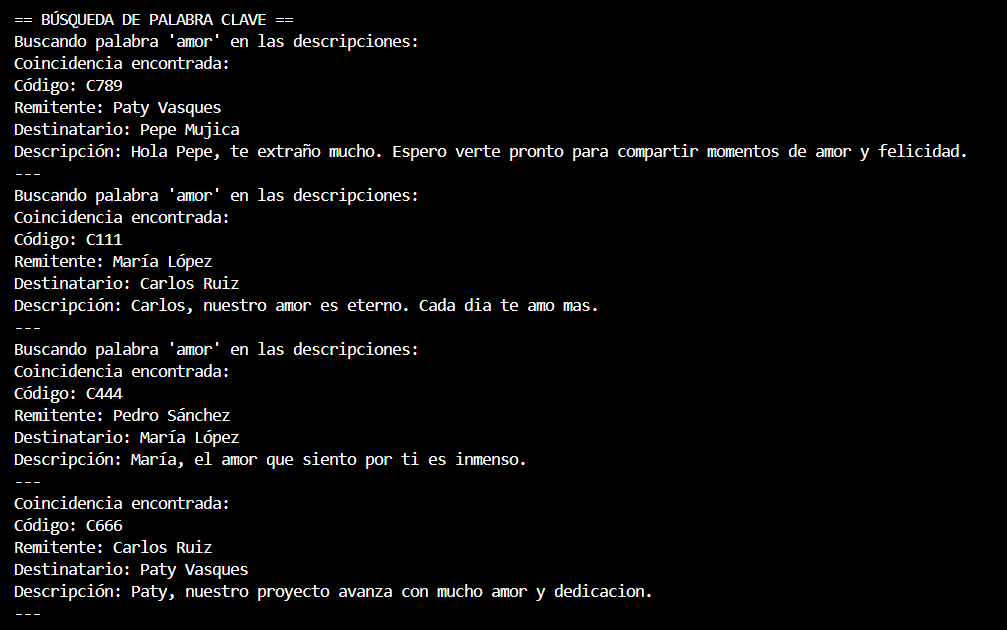 == BÚSQUEDA DE PALABRA CLAVE ==
Buscando palabra 'amor' en las descripciones:
Coincidencia encontrada:
Código: C789
Remitente: Paty Vasques
Destinatario: Pepe Mujica
Descripción: Hola Pepe, te extraño mucho. Espero verte pronto para compartir momentos de amor y felicidad.
---
Buscando palabra 'amor' en las descripciones:
Coincidencia encontrada:
Código: C111
Remitente: María López
Destinatario: Carlos Ruiz
Descripción: Carlos, nuestro amor es eterno. Cada dia te amo mas.
---
Buscando palabra 'amor' en las descripciones:
Coincidencia encontrada:
Código: C444
Remitente: Pedro Sánchez
Destinatario: María López
Descripción: María, el amor que siento por ti es inmenso.
---
Coincidencia encontrada:
Código: C666
Remitente: Carlos Ruiz
Destinatario: Paty Vasques
Descripción: Paty, nuestro proyecto avanza con mucho amor y dedicacion.
---